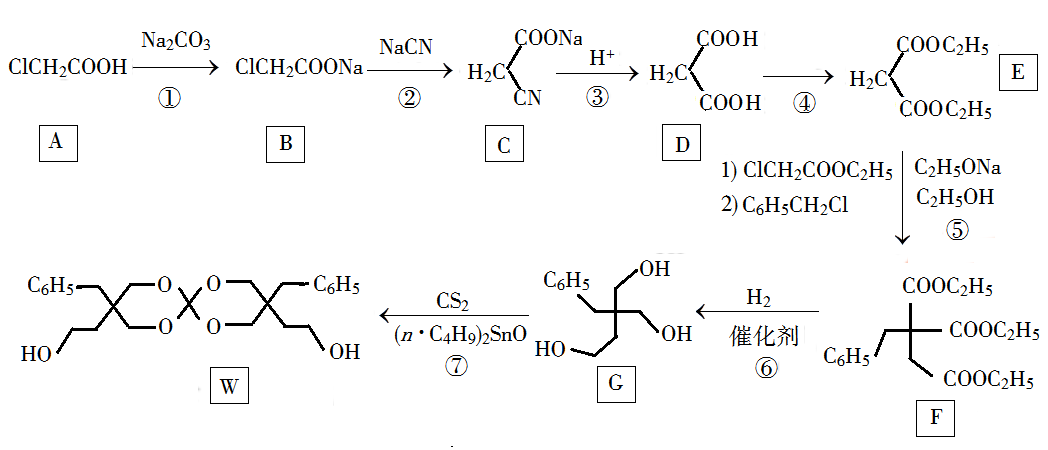 ClCH2COOH
Na2CO3
①
ClCH2COONa
NaCN
②
COONa
H2C
CN
H+
③
COOH
H2C
COOH
④
COOC2H5
H2C
COOC2H5
E
A
B
C
D
1) ClCH2COOC2H5
2) C6H5CH2Cl
C2H5ONa
C2H5OH
⑤
C6H5
O
O
C6H5
O
O
HO
OH
W
CS2
(n·C4H9)2SnO
⑦
OH
C6H5
OH
HO
G
H2
催化剂
⑥
COOC2H5
COOC2H5
C6H5
COOC2H5
F